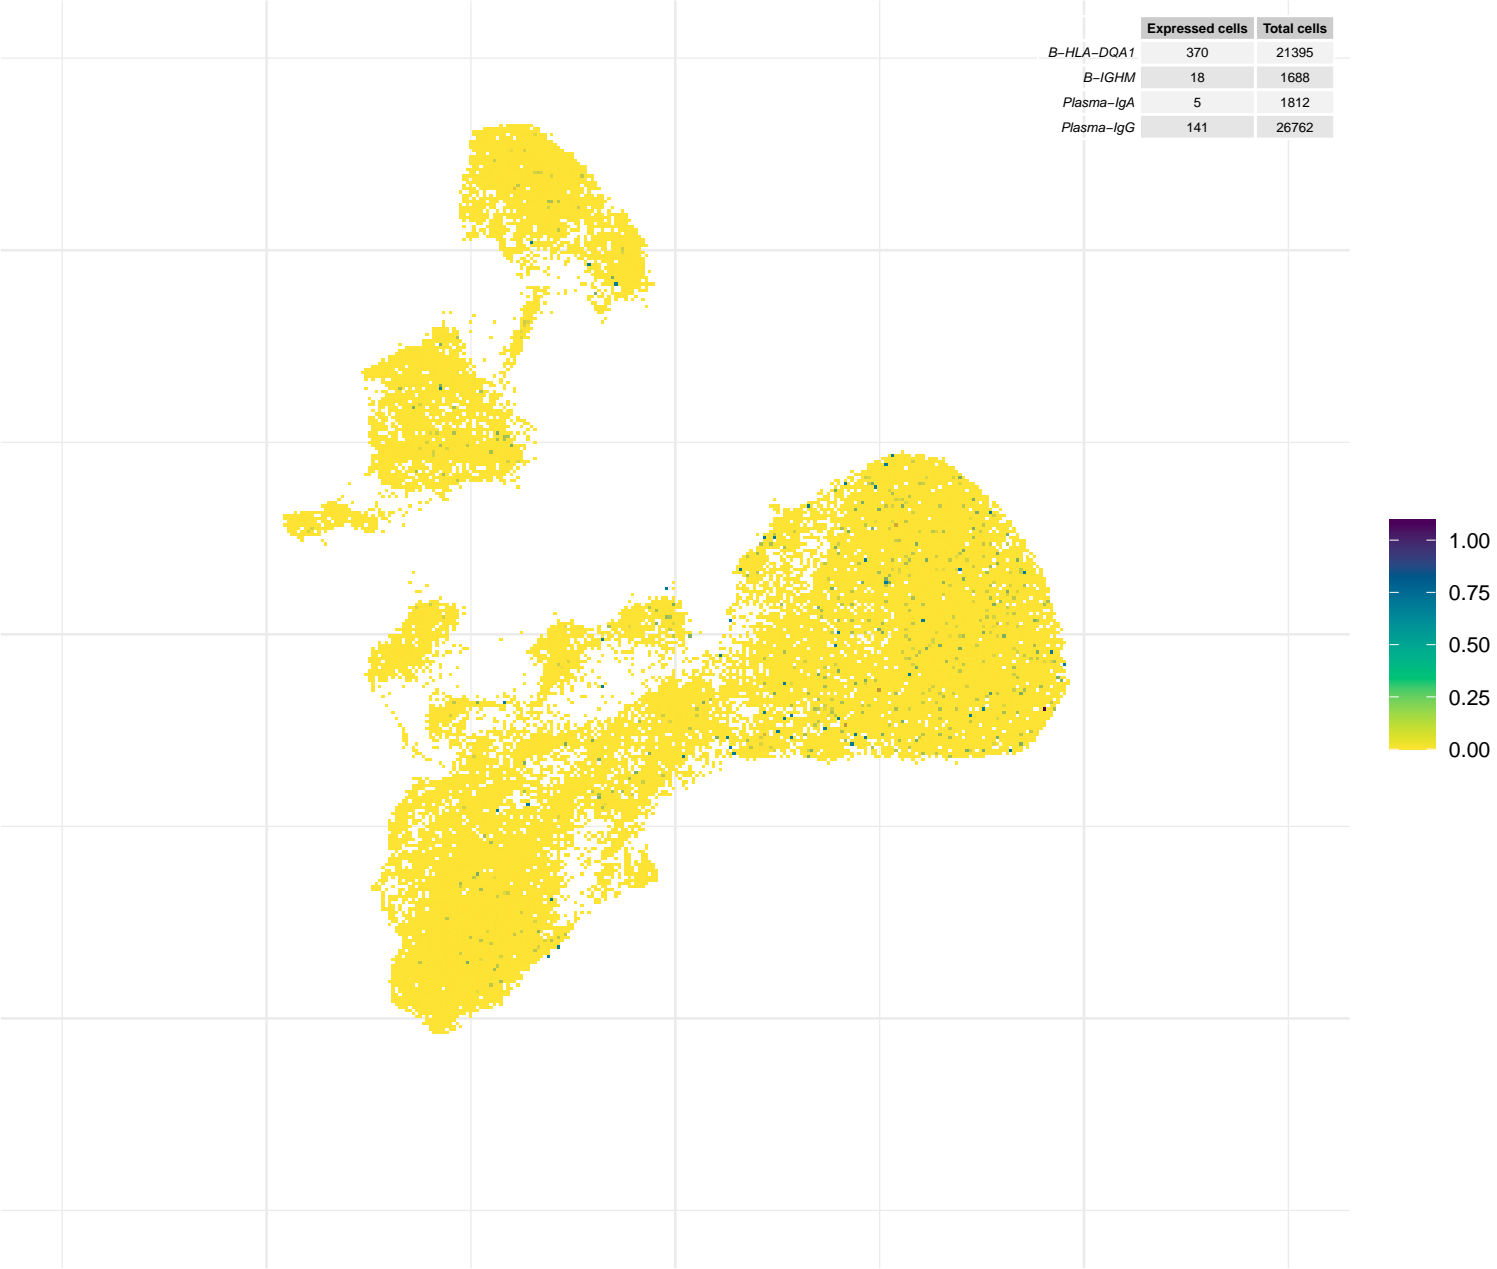 Expressed cells Total cells
B−HLA−DQA1 370 21395
B−IGHM 18 1688
Plasma−IgA 5 1812
Plasma−IgG 141 26762
1.00
0.75
0.50
0.25
0.00